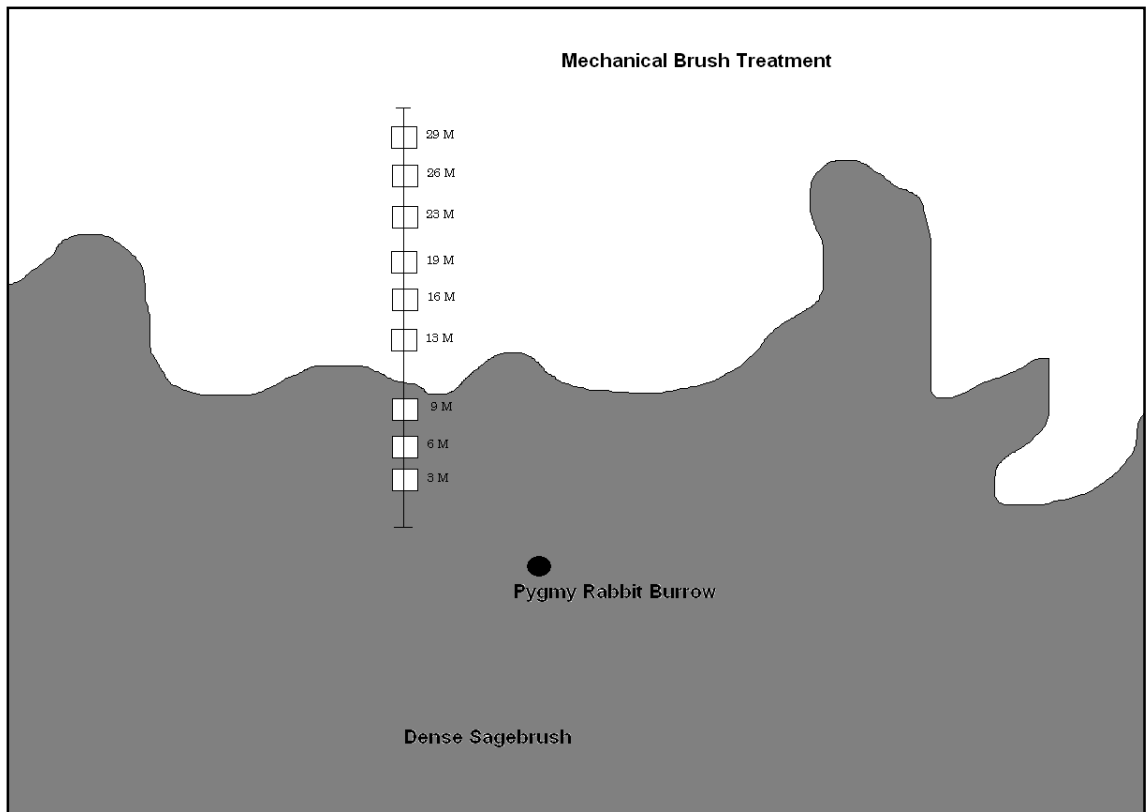 Mechanical Brush Treatment
29 M
26 M
23 M
19 M
16 M
13 M
9 M
6 M
3 M
Pygmy Rabbit Burrow
Dense Sagebrush